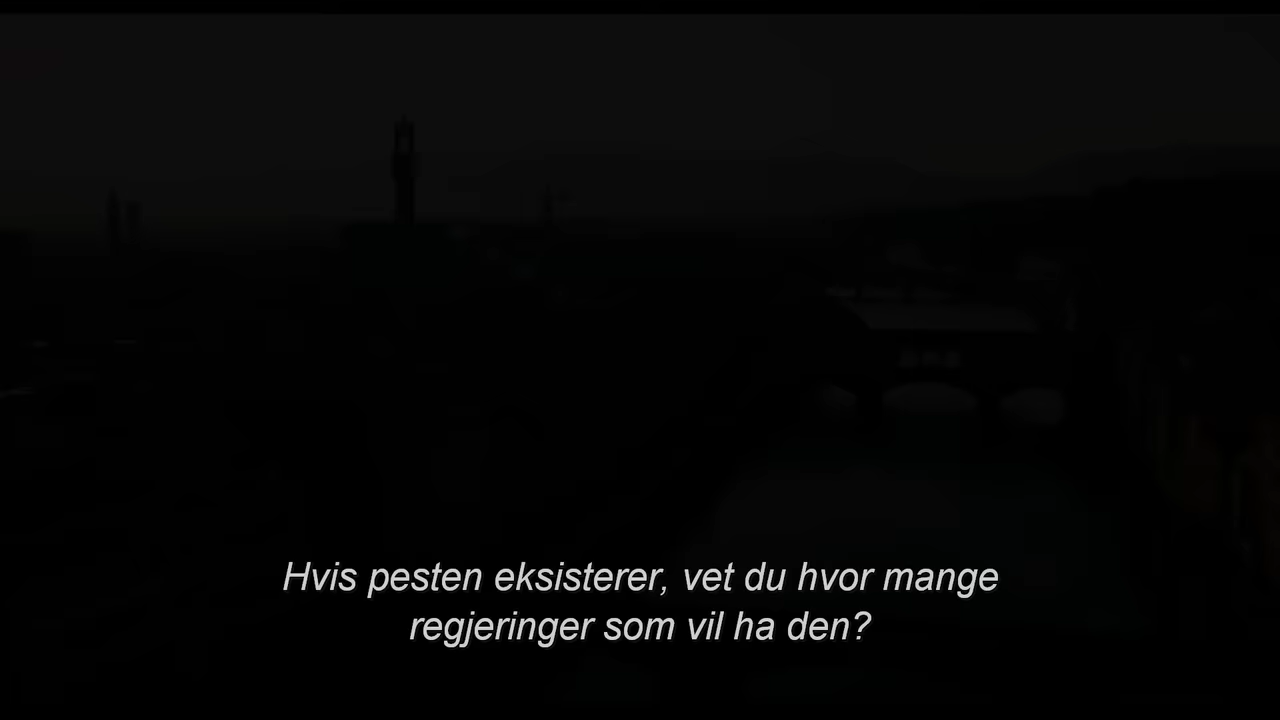 Hvis pesten eksisterer, vet du hvor mange
regjeringer som vil ha den?